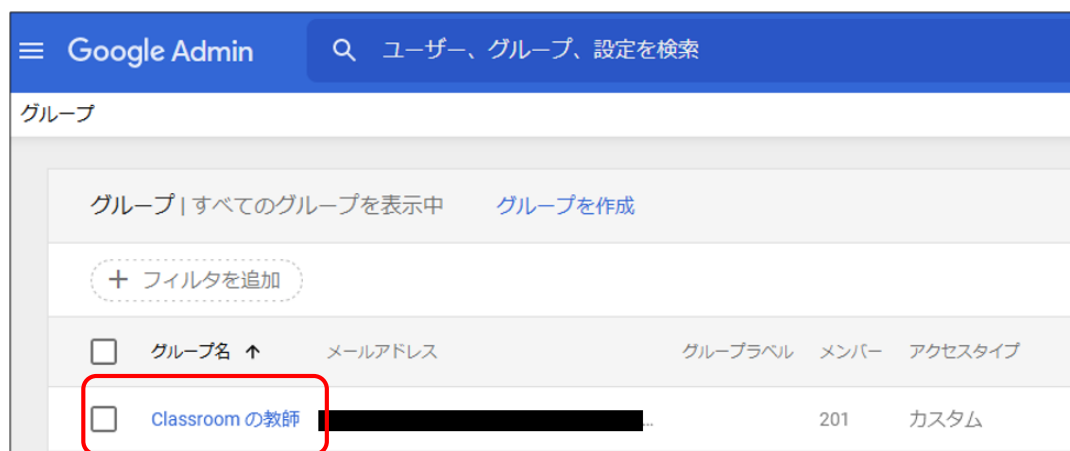 Google Admin ユーザー、グループ、設定を検索
グループ
グループ | すべてのグループを表示中 グループを作成
+ フィルタを追加
グループ名 ↑ メールアドレス グループラベル メンバー アクセスタイプ
Classroom の教師 ... 201 カスタム